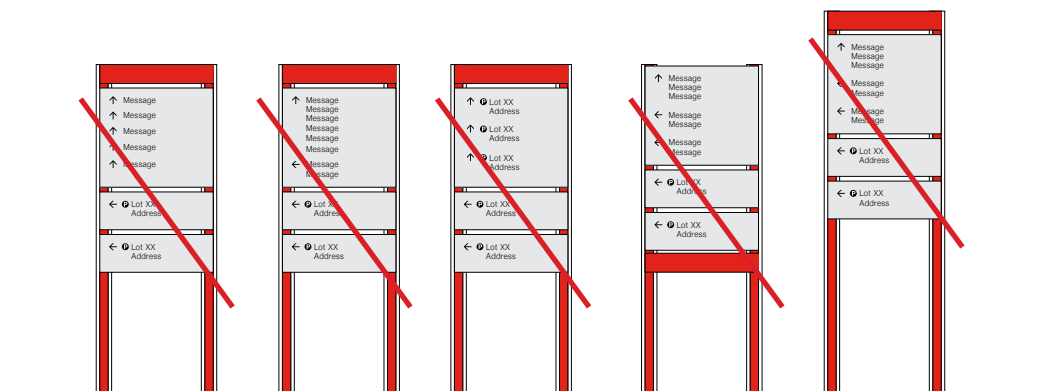 ↑ Message
↑ Message
↑ Message
↑ Message
↑ Message
← P Lot XX
Address
← P Lot XX
Address
↑ Message
Message
Message
Message
Message
Message
← Message
Message
← P Lot XX
Address
← P Lot XX
Address
↑ P Lot XX
Address
↑ P Lot XX
Address
↑ P Lot XX
Address
← P Lot XX
Address
← P Lot XX
Address
↑ Message
Message
Message
← Message
Message
← Message
Message
← P Lot XX
Address
← P Lot XX
Address
↑ Message
Message
Message
← Message
Message
← Message
Message
← P Lot XX
Address
← P Lot XX
Address